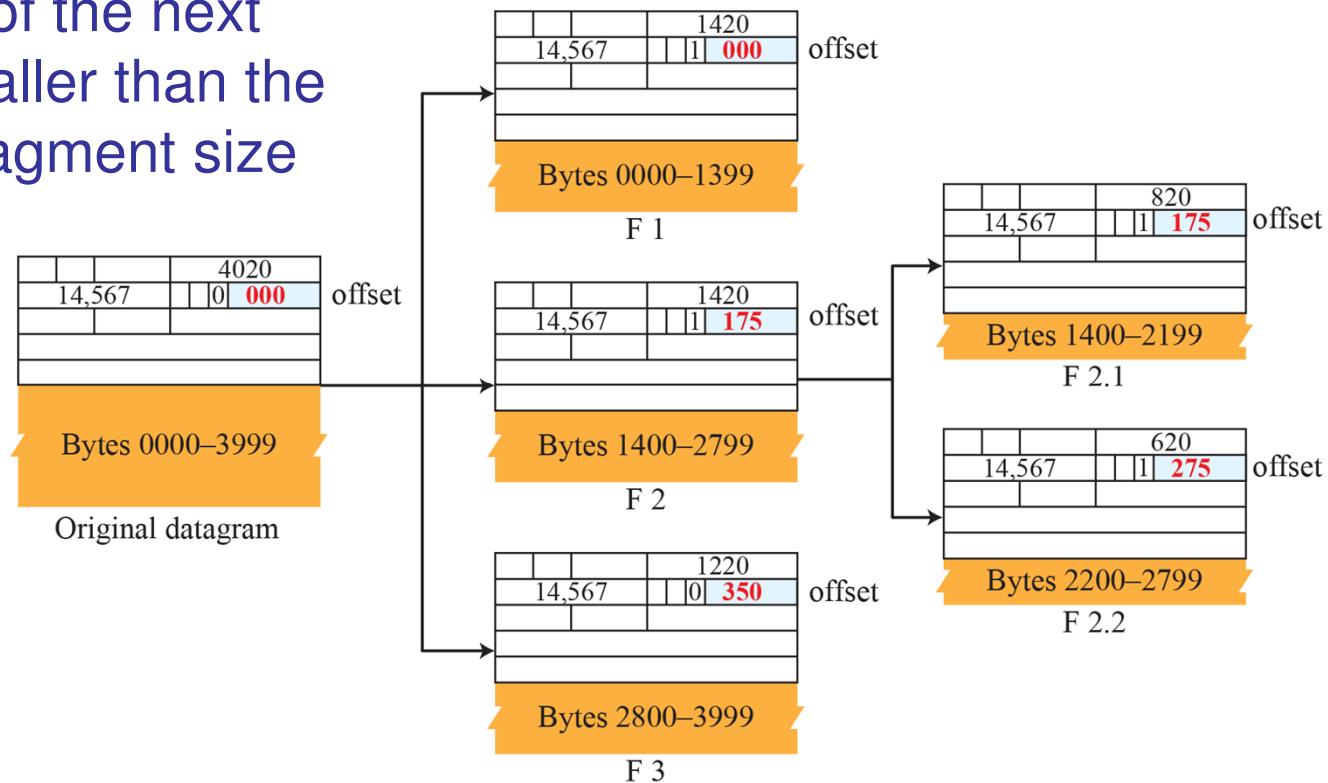 of the next
aller than the
agment size
4020
14,567 0 000 offset
Bytes 0000–3999
Original datagram
1420
14,567 1 000 offset
Bytes 0000–1399
F 1
1420
14,567 1 175 offset
Bytes 1400–2799
F 2
1220
14,567 0 350 offset
Bytes 2800–3999
F 3
820
14,567 1 175 offset
Bytes 1400–2199
F 2.1
620
14,567 1 275 offset
Bytes 2200–2799
F 2.2